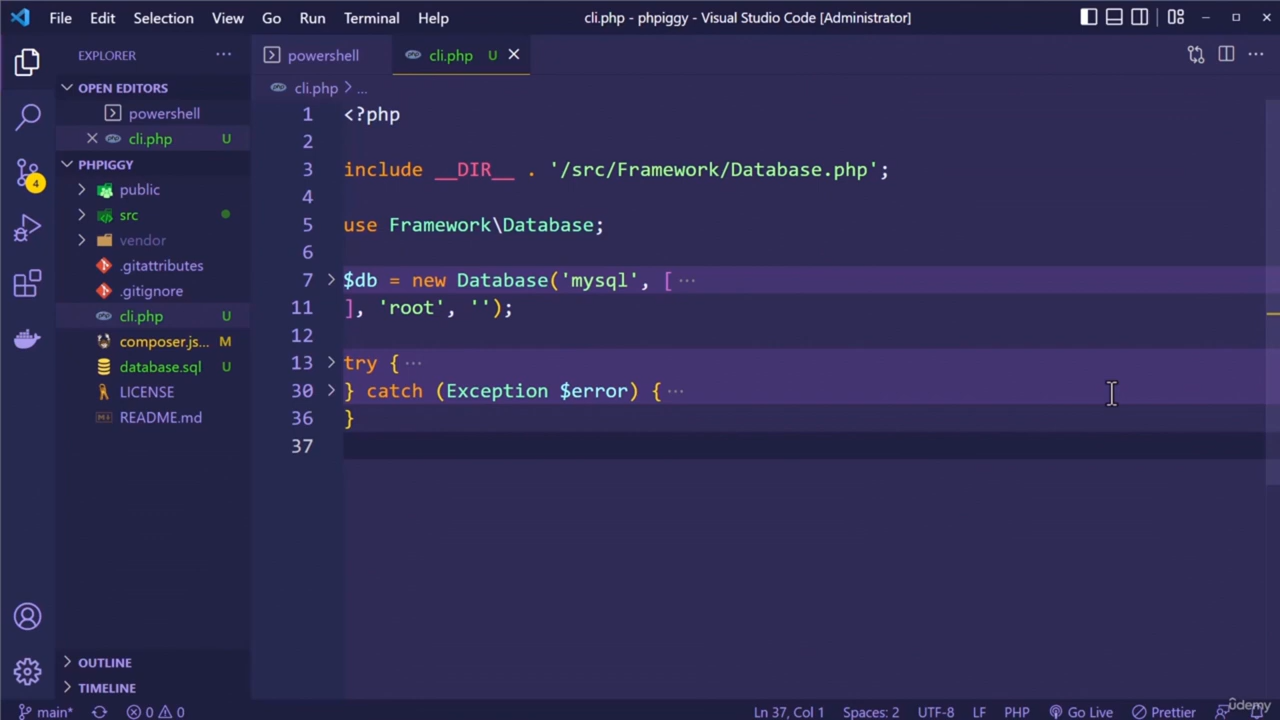 File Edit Selection View Go Run Terminal Help
cli.php - phpiggy - Visual Studio Code [Administrator]
EXPLORER ···
OPEN EDITORS
powershell
cli.php U
PHPIGGY
public
src
vendor
.gitattributes
.gitignore
cli.php U
composer.js... M
database.sql U
LICENSE
README.md
OUTLINE
TIMELINE
4
powershell
cli.php U
cli.php > ...
1 <?php
2
3 include __DIR__ . '/src/Framework/Database.php';
4
5 use Framework\Database;
6
7 $db = new Database('mysql', [ ···
11 ], 'root', '');
12
13 try { ···
30 } catch (Exception $error) { ···
36 }
37
main* 0 0
Ln 37, Col 1 Spaces: 2 UTF-8 LF PHP Go Live Prettier
ûdemy